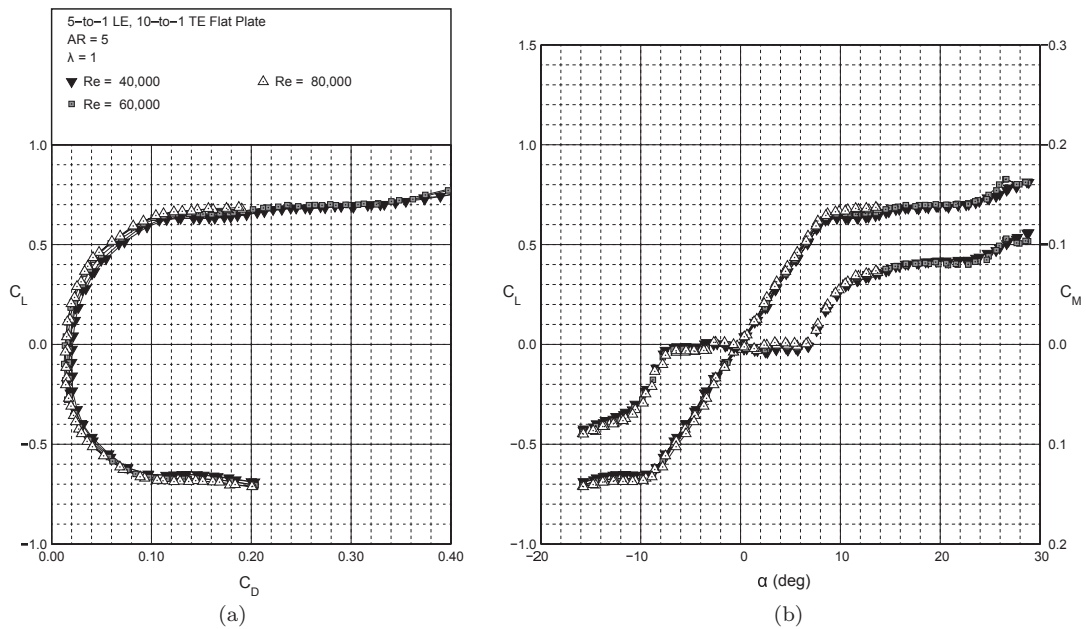 5−to−1 LE, 10−to−1 TE Flat Plate
AR = 5
λ = 1
Re = 40,000
Re = 80,000
Re = 60,000
1.0
0.5
0.0
−0.5
−1.0
C_L
0.00
0.10
0.20
0.30
0.40
C_D
(a)
1.5
1.0
0.5
0.0
−0.5
−1.0
C_L
0.3
0.2
0.1
0.0
0.1
0.2
C_M
−20
−10
0
10
20
30
α (deg)
(b)